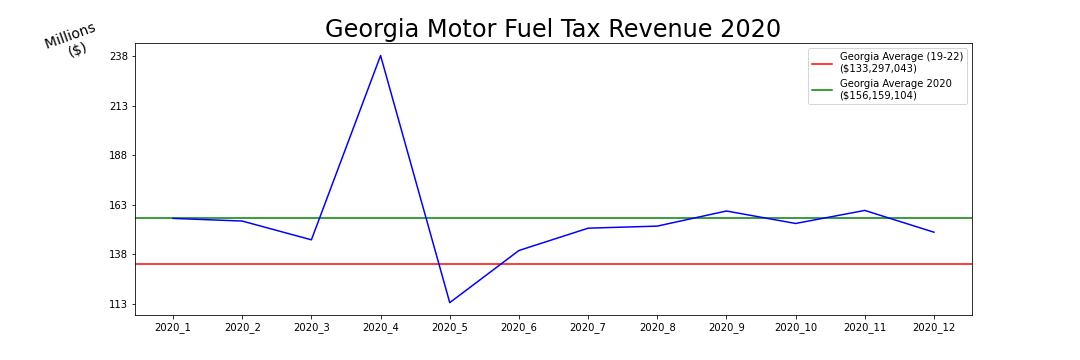 Georgia Motor Fuel Tax Revenue 2020
Millions
($)
238
213
188
163
138
113
Georgia Average (19-22)
($133,297,043)
Georgia Average 2020
($156,159,104)
2020_1 2020_2 2020_3 2020_4 2020_5 2020_6 2020_7 2020_8 2020_9 2020_10 2020_11 2020_12